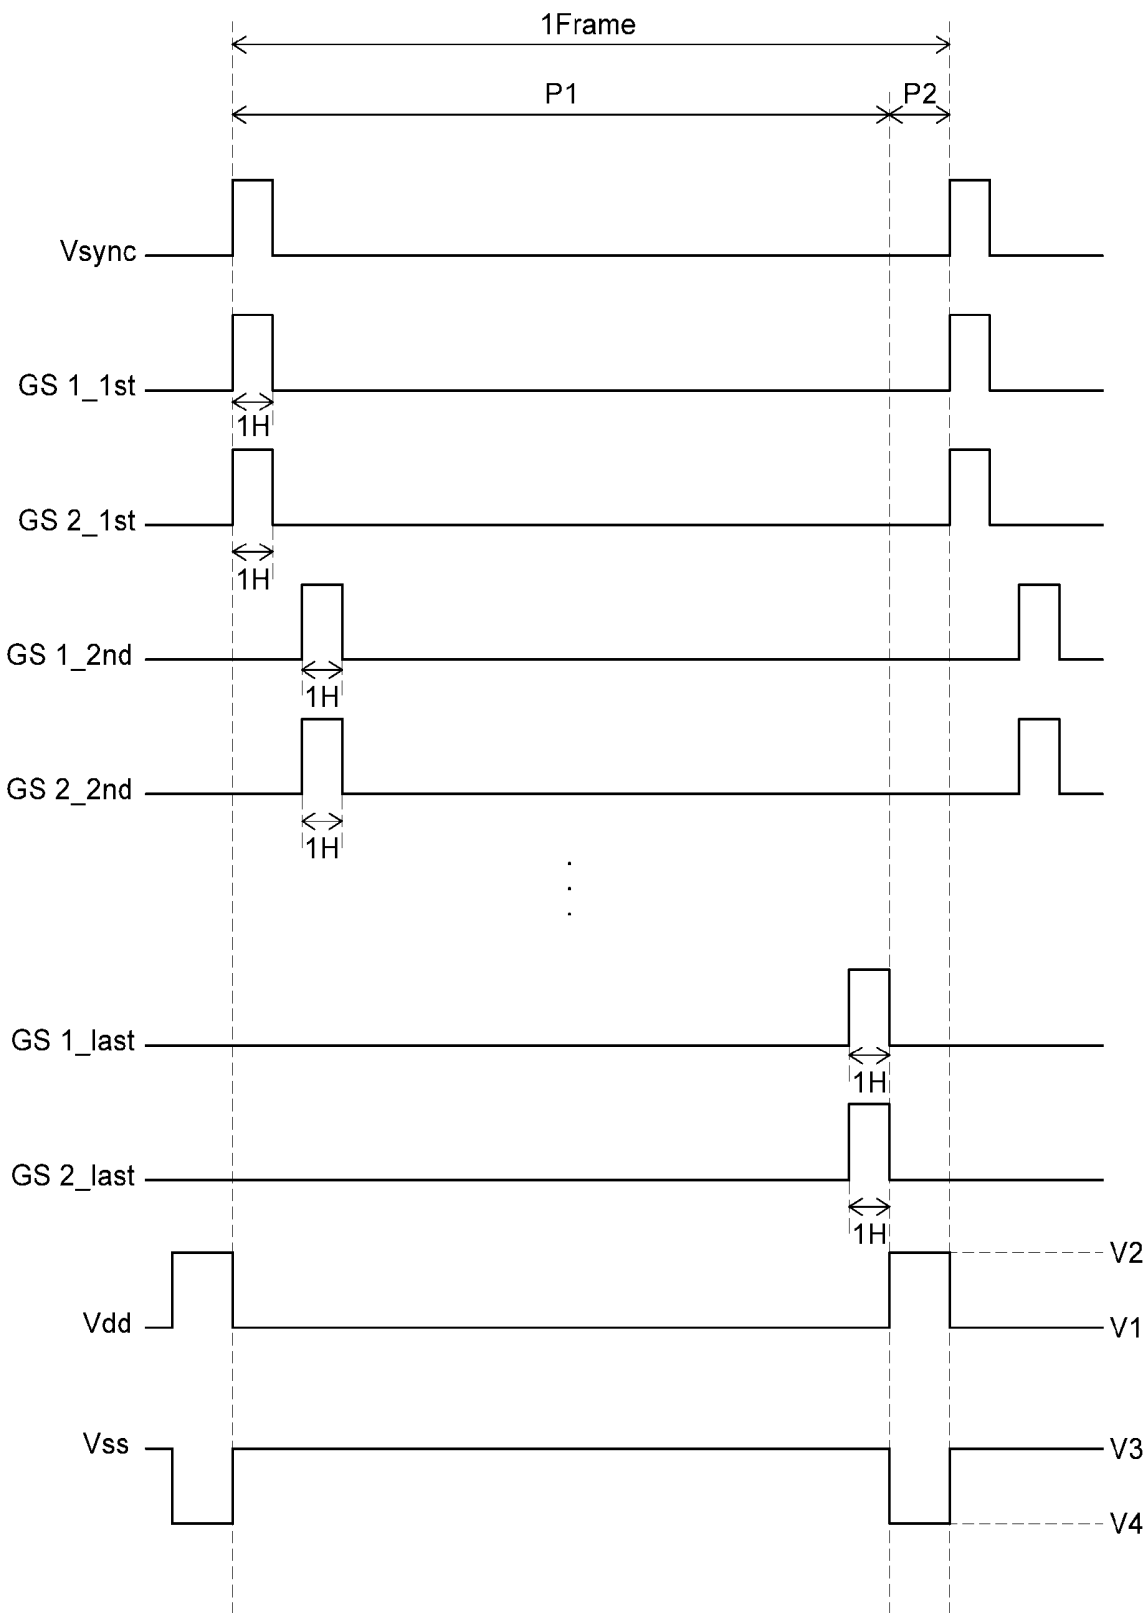 1Frame
P1
P2
Vsync
GS 1_1st
1H
GS 2_1st
1H
GS 1_2nd
1H
GS 2_2nd
1H
GS 1_last
1H
GS 2_last
1H
V2
Vdd
V1
Vss
V3
V4